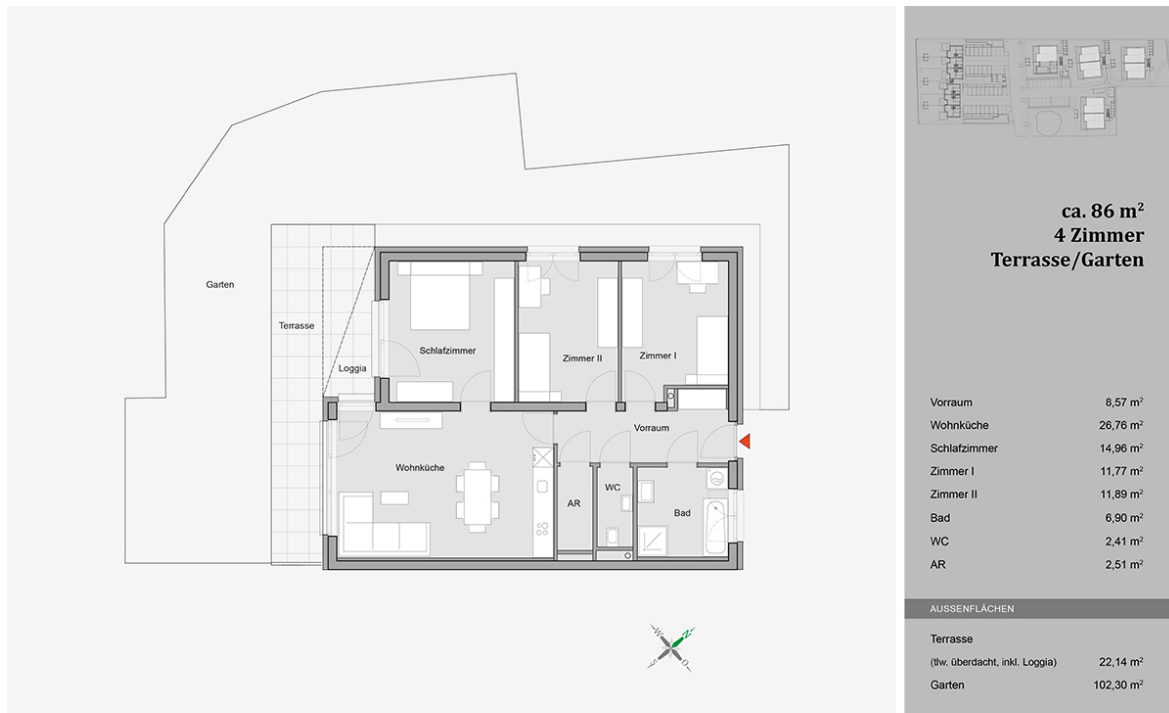 Garten
Terrasse
Loggia
Schlafzimmer
Zimmer II
Zimmer I
Vorraum
Wohnküche
AR
WC
Bad
W
N
S
O
ca. 86 m²
4 Zimmer
Terrasse/Garten
Vorraum 8,57 m²
Wohnküche 26,76 m²
Schlafzimmer 14,96 m²
Zimmer I 11,77 m²
Zimmer II 11,89 m²
Bad 6,90 m²
WC 2,41 m²
AR 2,51 m²
AUSSENFLÄCHEN
Terrasse
(tlw. überdacht, inkl. Loggia) 22,14 m²
Garten 102,30 m²